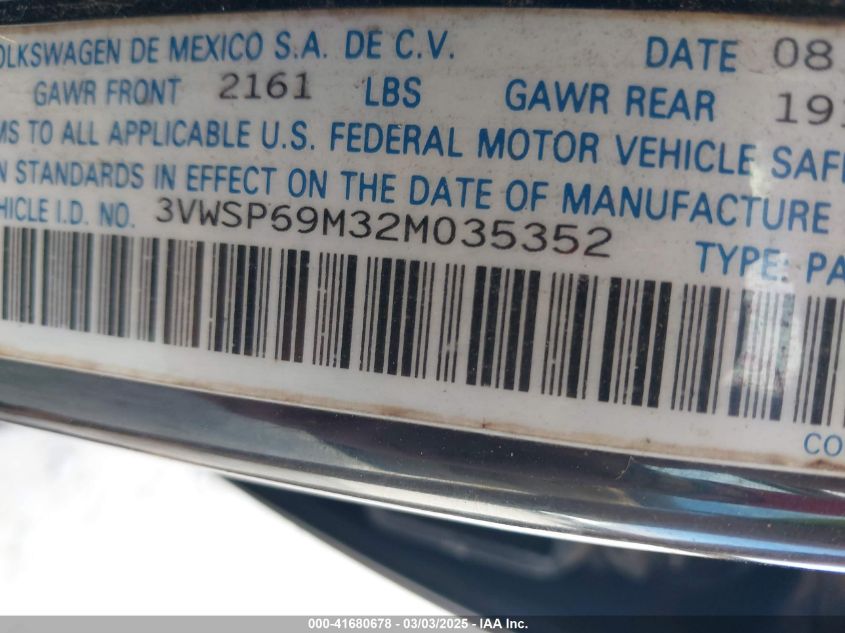 OLKSWAGEN DE MEXICO S.A. DE C.V. DATE 08
GAWR FRONT 2161 LBS GAWR REAR 191
MS TO ALL APPLICABLE U.S. FEDERAL MOTOR VEHICLE SAFE
N STANDARDS IN EFFECT ON THE DATE OF MANUFACTURE
HICLE I.D. NO. 3VWSP69M32M035352 TYPE: PA
CO
000-41680678 | 03/03/2025 - IAA Inc.